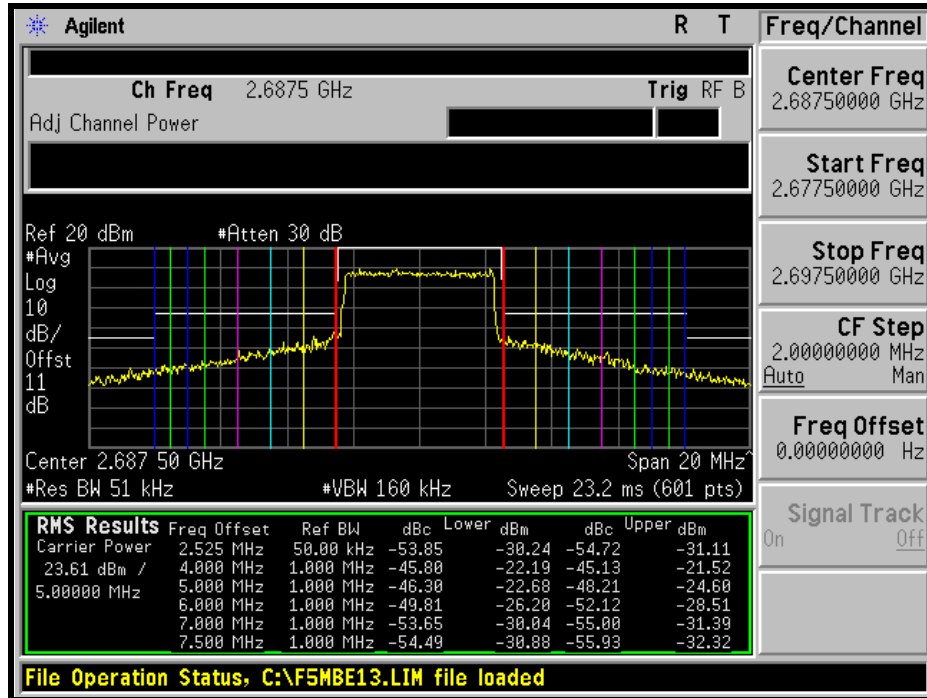 Agilent R T Freq/Channel
Ch Freq 2.6875 GHz Trig RF B
Adj Channel Power
Center Freq
2.68750000 GHz
Start Freq
2.67750000 GHz
Stop Freq
2.69750000 GHz
CF Step
2.00000000 MHz
Auto Man
Freq Offset
0.00000000 Hz
Signal Track
On Off
Ref 20 dBm #Atten 30 dB
#Avg
Log
10
dB/
Offst
11
dB
Center 2.687 50 GHz Span 20 MHz^
#Res BW 51 kHz #VBW 160 kHz Sweep 23.2 ms (601 pts)
RMS Results Freq Offset Ref BW dBc Lower dBm dBc Upper dBm
Carrier Power 2.525 MHz 50.00 kHz -53.85 -30.24 -54.72 -31.11
23.61 dBm / 4.000 MHz 1.000 MHz -45.80 -22.19 -45.13 -21.52
5.00000 MHz 5.000 MHz 1.000 MHz -46.30 -22.68 -48.21 -24.60
6.000 MHz 1.000 MHz -49.81 -26.20 -52.12 -28.51
7.000 MHz 1.000 MHz -53.65 -30.04 -55.00 -31.39
7.500 MHz 1.000 MHz -54.49 -30.88 -55.93 -32.32
File Operation Status, C:\F5MBE13.LIM file loaded